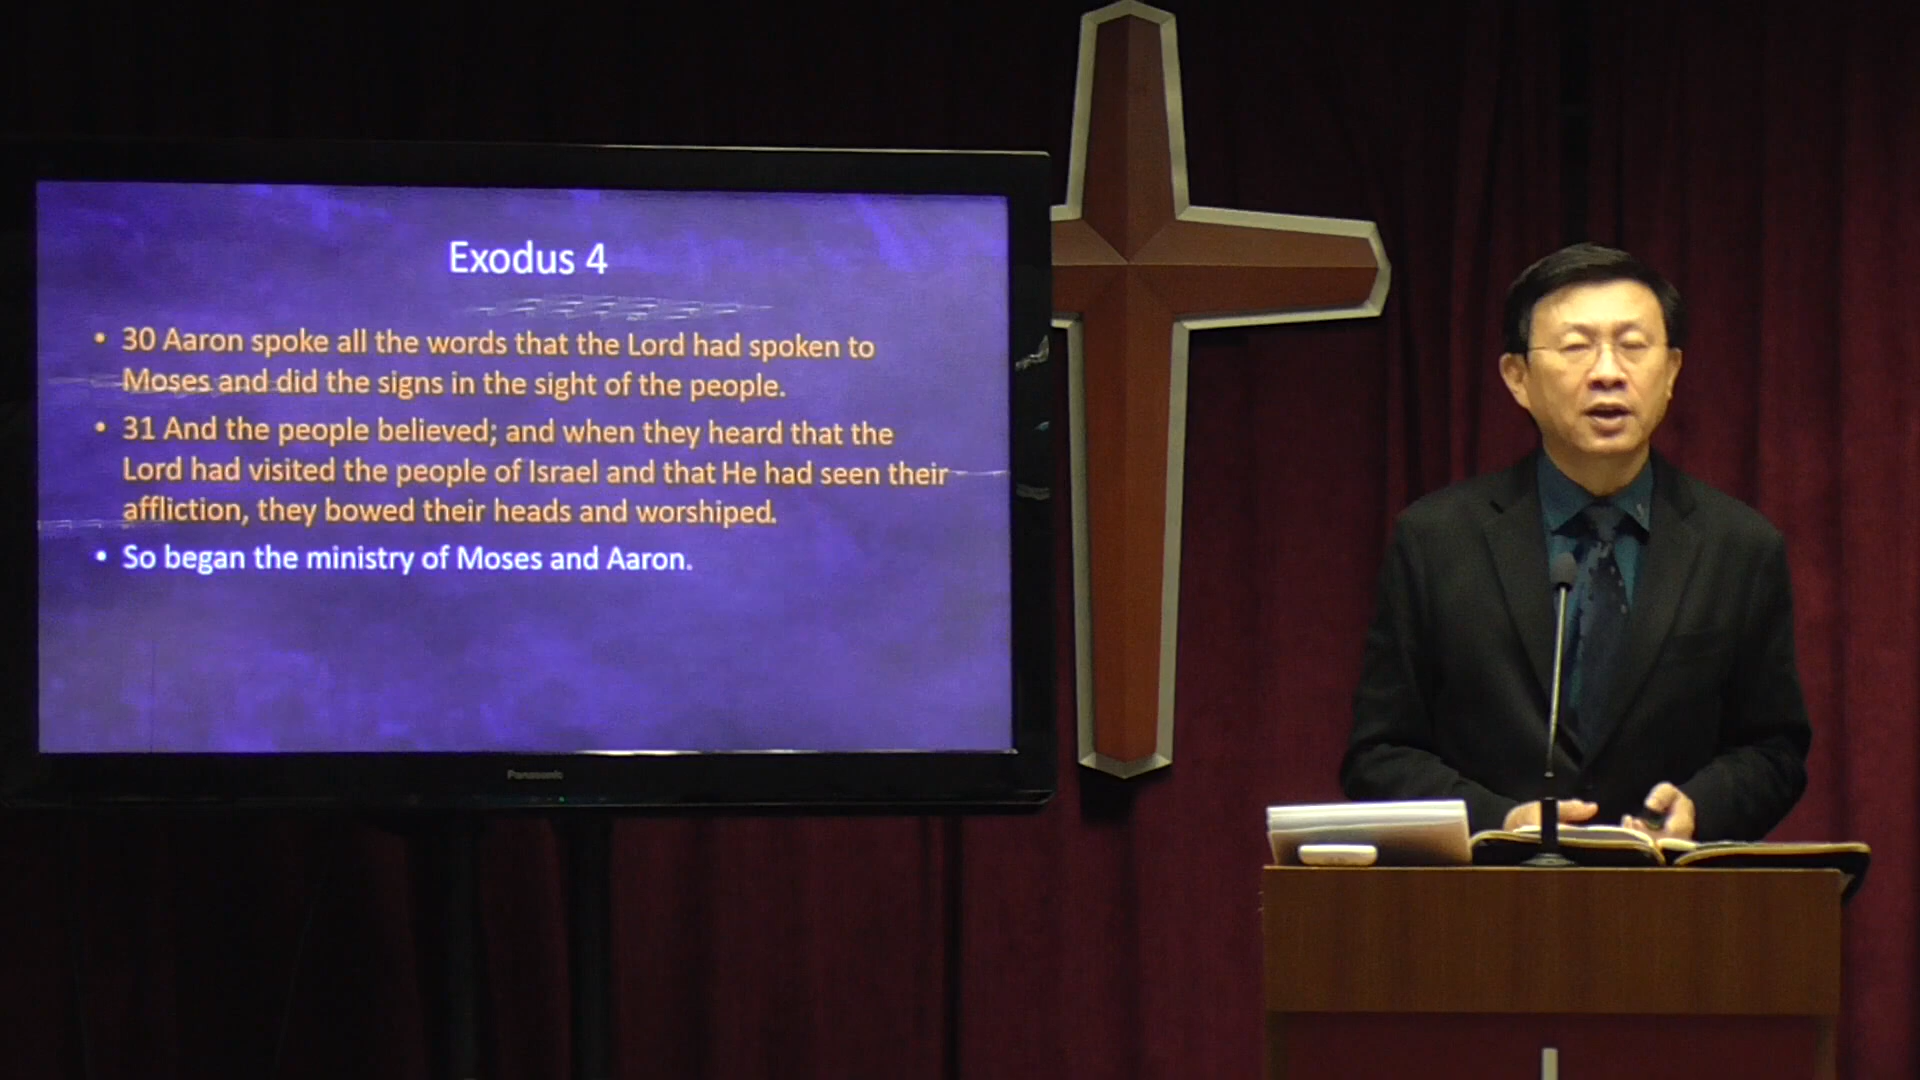 Exodus 4
• 30 Aaron spoke all the words that the Lord had spoken to
Moses and did the signs in the sight of the people.
• 31 And the people believed; and when they heard that the
Lord had visited the people of Israel and that He had seen their
affliction, they bowed their heads and worshiped.
• So began the ministry of Moses and Aaron.
Panasonic